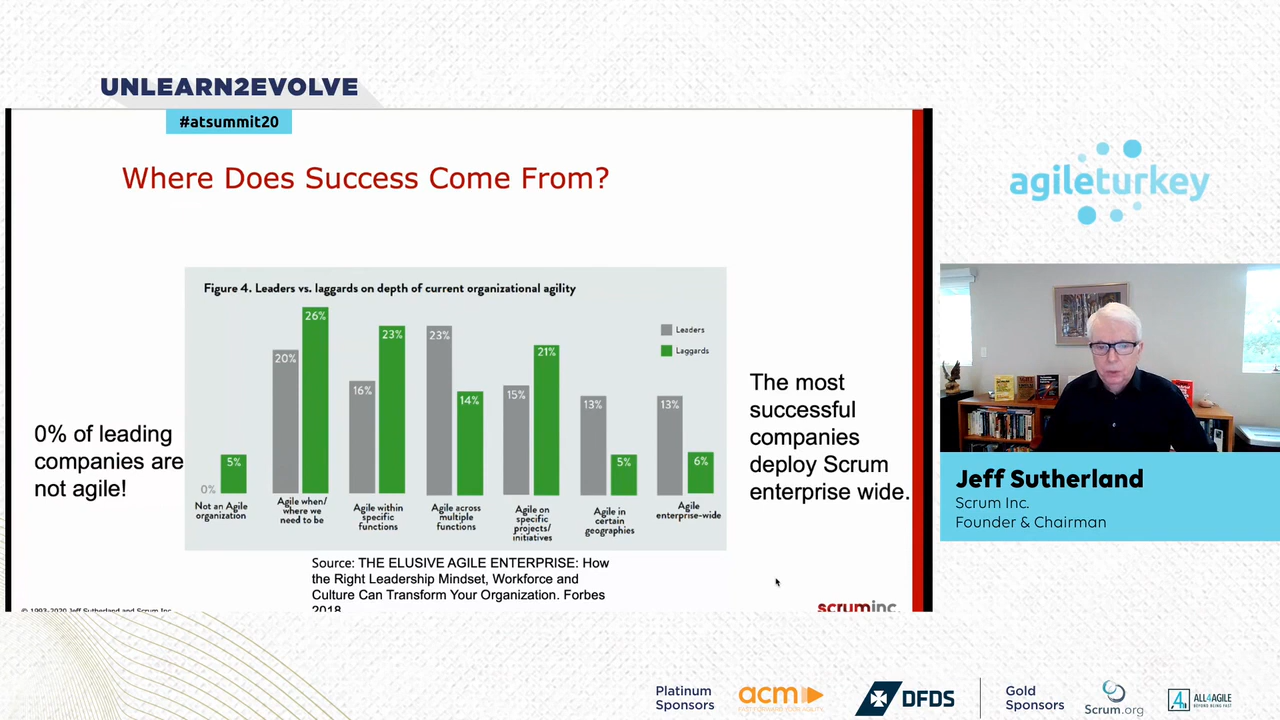 UNLEARN2EVOLVE
#atsummit20
Where Does Success Come From?
Figure 4. Leaders vs. laggards on depth of current organizational agility
Leaders
Laggards
0%
5%
20%
26%
16%
23%
23%
14%
15%
21%
13%
5%
13%
6%
Not an Agile
organization
Agile when/
where we
need to be
Agile within
specific
functions
Agile across
multiple
functions
Agile on
specific
projects/
initiatives
Agile in
certain
geographies
Agile
enterprise-wide
0% of leading
companies are
not agile!
The most
successful
companies
deploy Scrum
enterprise wide.
Source: THE ELUSIVE AGILE ENTERPRISE: How
the Right Leadership Mindset, Workforce and
Culture Can Transform Your Organization. Forbes
2018
© 1993-2020 Jeff Sutherland and Scrum Inc.
scruminc.
agileturkey
Jeff Sutherland
Scrum Inc.
Founder & Chairman
Platinum
Sponsors
acm
DFDS
Gold
Sponsors
Scrum.org
ALL4AGILE